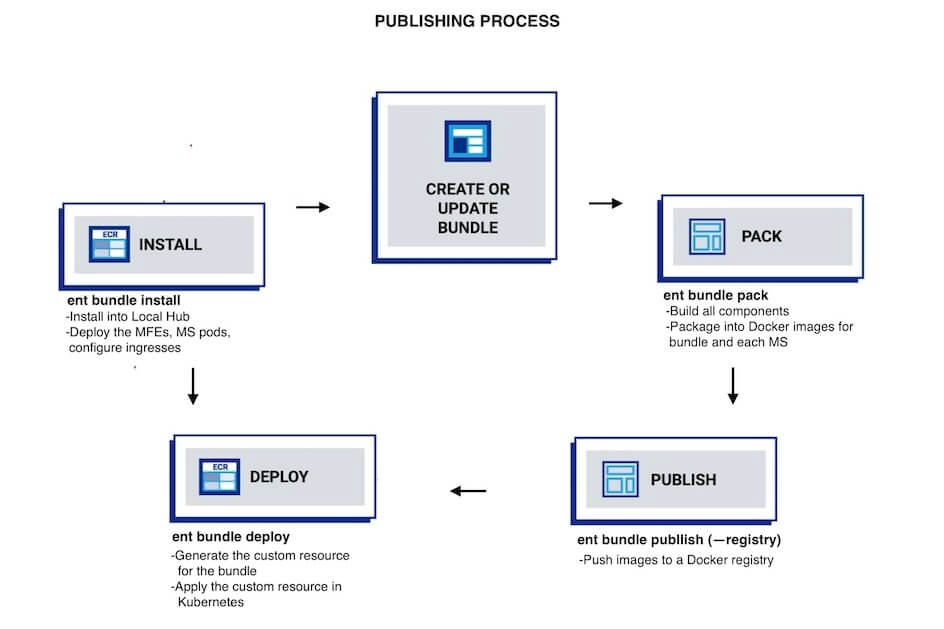 PUBLISHING PROCESS
CREATE OR
UPDATE
BUNDLE
ECR
INSTALL
ent bundle install
-Install into Local Hub
-Deploy the MFEs, MS pods,
configure ingresses
PACK
ent bundle pack
-Build all components
-Package into Docker images for
bundle and each MS
ECR
DEPLOY
ent bundle deploy
-Generate the custom resource
for the bundle
-Apply the custom resource in
Kubernetes
PUBLISH
ent bundle publlish (—registry)
-Push images to a Docker registry